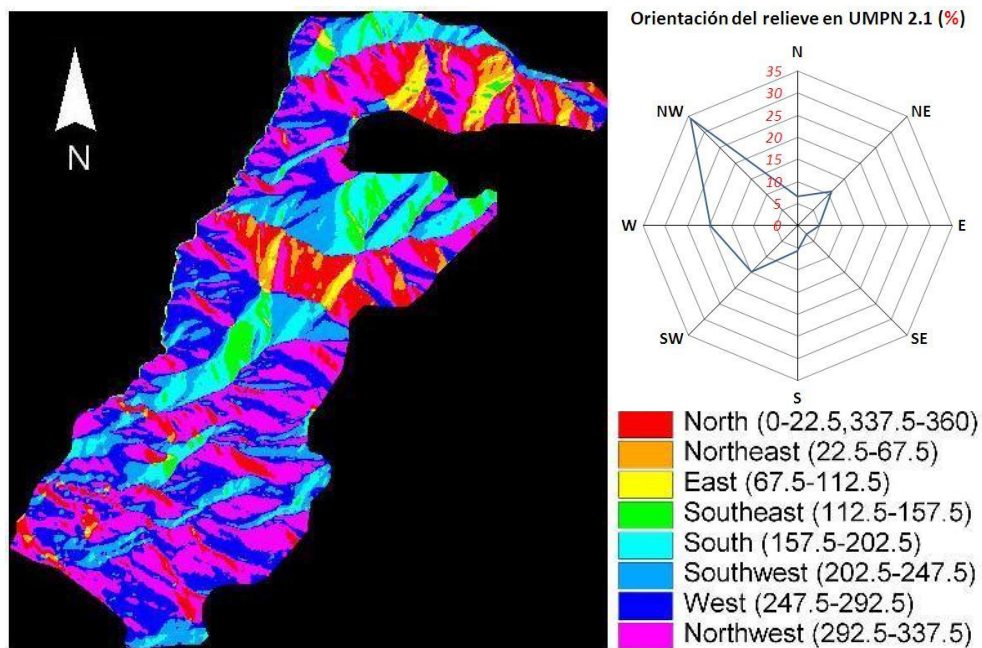 N
Orientación del relieve en UMPN 2.1 (%)
N
NE
E
SE
S
SW
W
NW
35
30
25
20
15
10
5
0
North (0-22.5,337.5-360)
Northeast (22.5-67.5)
East (67.5-112.5)
Southeast (112.5-157.5)
South (157.5-202.5)
Southwest (202.5-247.5)
West (247.5-292.5)
Northwest (292.5-337.5)